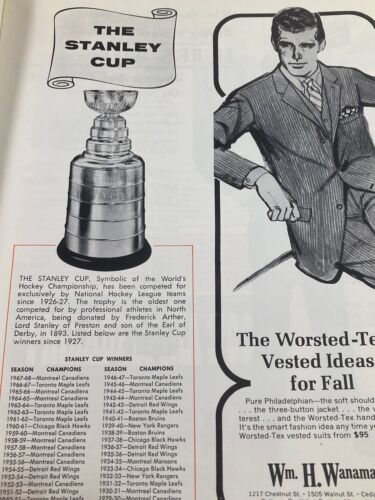 THE
STANLEY
CUP
THE STANLEY CUP, Symbolic of the World's
Hockey Championship, has been competed for
exclusively by National Hockey League teams
since 1926-27. The trophy is the oldest one
competed for by professional athletes in North
America, being donated by Frederick Arther,
Lord Stanley of Preston and son of the Earl of
Derby, in 1893. Listed below are the Stanley Cup
winners since 1927.
STANLEY CUP WINNERS
SEASON CHAMPIONS
1967-68—Montreal Canadiens
1966-67—Toronto Maple Leafs
1965-66—Montreal Canadiens
1964-65—Montreal Canadiens
1963-64—Toronto Maple Leafs
1962-63—Toronto Maple Leafs
1961-62—Toronto Maple Leafs
1960-61—Chicago Black Hawks
1959-60—Montreal Canadiens
1958-59—Montreal Canadiens
1957-58—Montreal Canadiens
1956-57—Montreal Canadiens
1955-56—Montreal Canadiens
1954-55—Detroit Red Wings
1953-54—Detroit Red Wings
1952-53—Montreal Canadiens
1951-52—Detroit Red Wings
SEASON CHAMPIONS
1946-47—Toronto Maple Leafs
1945-46—Montreal Canadiens
1944-45—Toronto Maple Leafs
1943-44—Montreal Canadiens
1942-43—Detroit Red Wings
1941-42—Toronto Maple Leafs
1940-41—Boston Bruins
1939-40—New York Rangers
1938-39—Boston Bruins
1937-38—Chicago Black Hawks
1936-37—Detroit Red Wings
1935-36—Detroit Red Wings
1934-35—Montreal Maroons
1933-34—Chicago Black Hawks
1932-33—New York Rangers
1931-32—Toronto Maple Leafs
1930-31—Montreal Canadiens
The Worsted-Te
Vested Ideas
for Fall
Pure Philadelphian—the soft should
. . . the three-button jacket . . . the v
terest . . . and the Worsted-Tex hand
It's the smart fashion idea any time y
Worsted-Tex vested suits from $95
Wm. H. Wanama
1217 Chestnut St. • 1505 Walnut St. • Ced